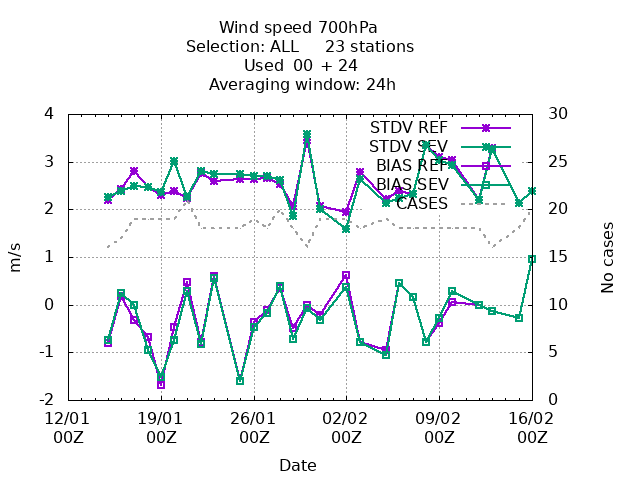 Wind speed 700hPa
Selection: ALL 23 stations
Used 00 + 24
Averaging window: 24h
4 30
STDV REF
STDV SEV
3 25
BIAS REF
BIAS SEV
CASES
2 20
1 15
m/s No cases
0 10
-1 5
-2 0
12/01 19/01 26/01 02/02 09/02 16/02
00Z 00Z 00Z 00Z 00Z 00Z
Date